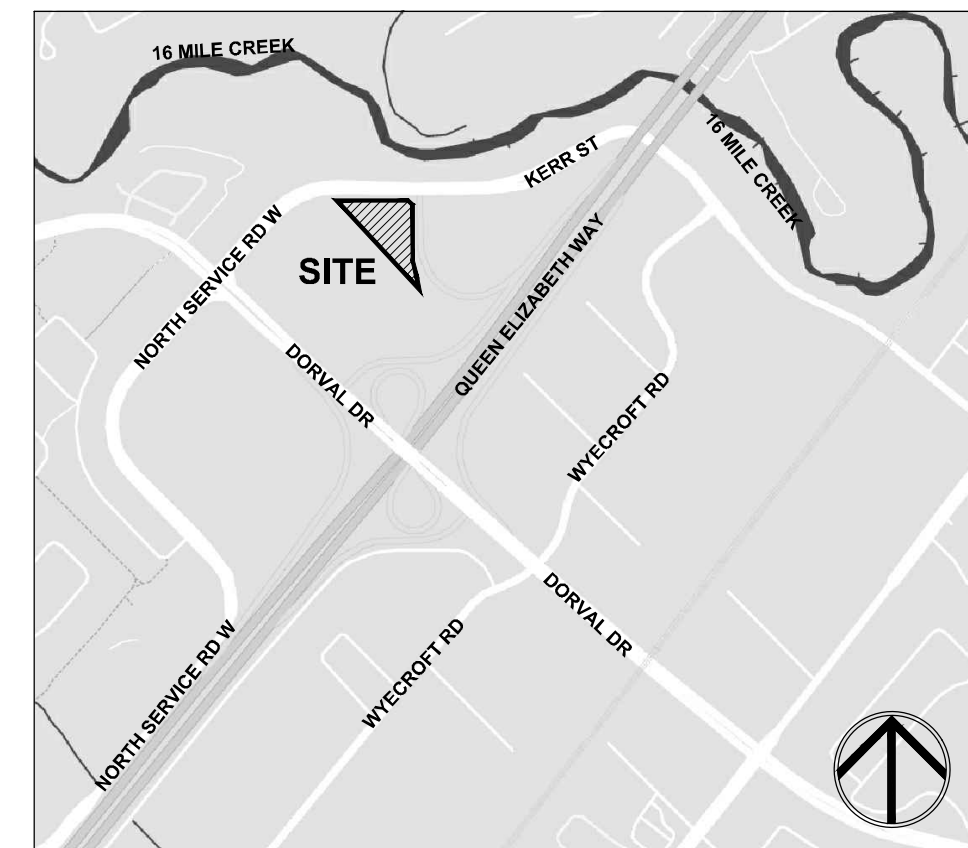 16 MILE CREEK
KERR ST
16 MILE CREEK
NORTH SERVICE RD W
SITE
QUEEN ELIZABETH WAY
DORVAL DR
WYECROFT RD
DORVAL DR
WYECROFT RD
NORTH SERVICE RD W